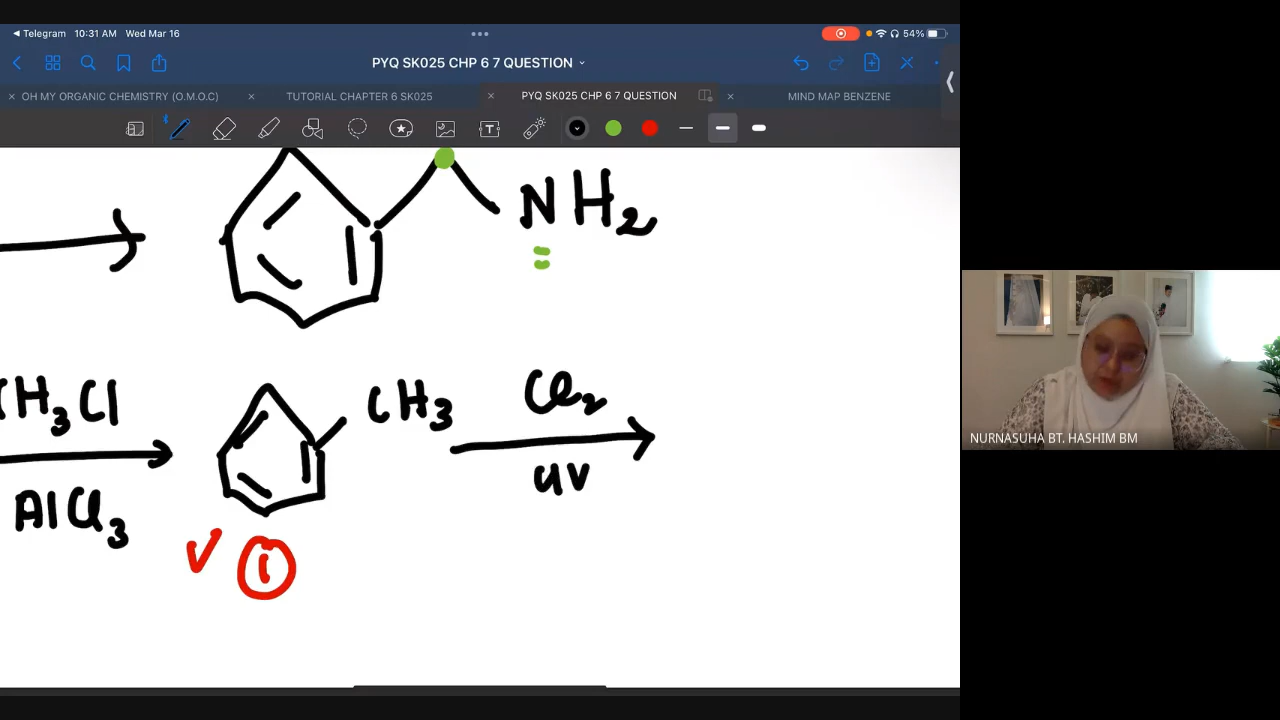 Telegram 10:31 AM Wed Mar 16 54%
PYQ SK025 CHP 6 7 QUESTION
OH MY ORGANIC CHEMISTRY (O.M.O.C) TUTORIAL CHAPTER 6 SK025 PYQ SK025 CHP 6 7 QUESTION MIND MAP BENZENE
NH2
CH3Cl
AlCl3
CH3
Cl2
uv
1
NURNASUHA BT. HASHIM BM